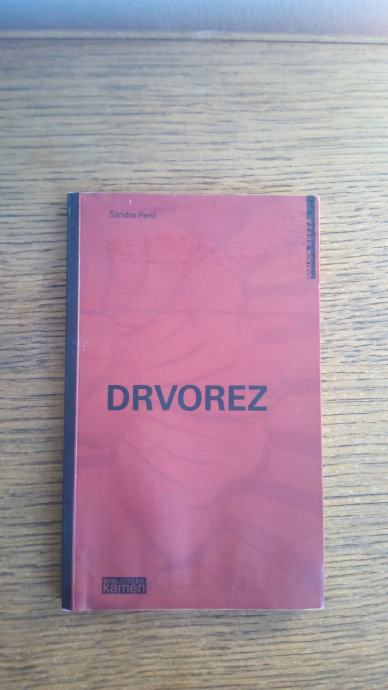 Sandra Perić
DRVOREZ
BIBLIOTEKA
kamen